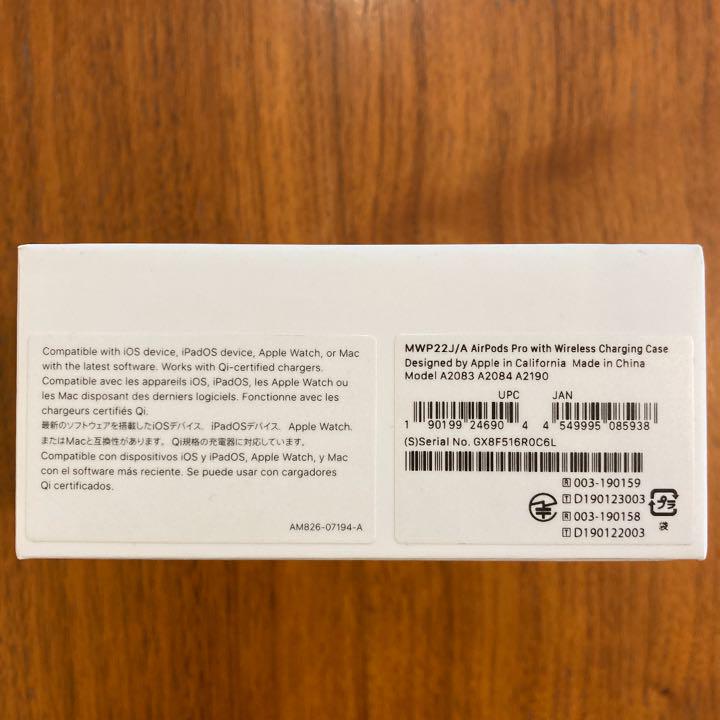 Compatible with iOS device, iPadOS device, Apple Watch, or Mac
with the latest software. Works with Qi-certified chargers.
Compatible avec les appareils iOS, iPadOS, les Apple Watch ou
les Mac disposant des derniers logiciels. Fonctionne avec les
chargeurs certifiés Qi.
最新のソフトウェアを搭載したiOSデバイス、iPadOSデバイス、Apple Watch、
またはMacと互換性があります。Qi規格の充電器に対応しています。
Compatible con dispositivos iOS y iPadOS, Apple Watch, y Mac
con el software más reciente. Se puede usar con cargadores
Qi certificados.
AM826-07194-A
MWP22J/A AirPods Pro with Wireless Charging Case
Designed by Apple in California Made in China
Model A2083 A2084 A2190
UPC JAN
1 90199 24690 4 4 549995 085938
(S)Serial No. GX8F516R0C6L
R 003-190159
T D190123003
R 003-190158
T D190122003
プラ
袋